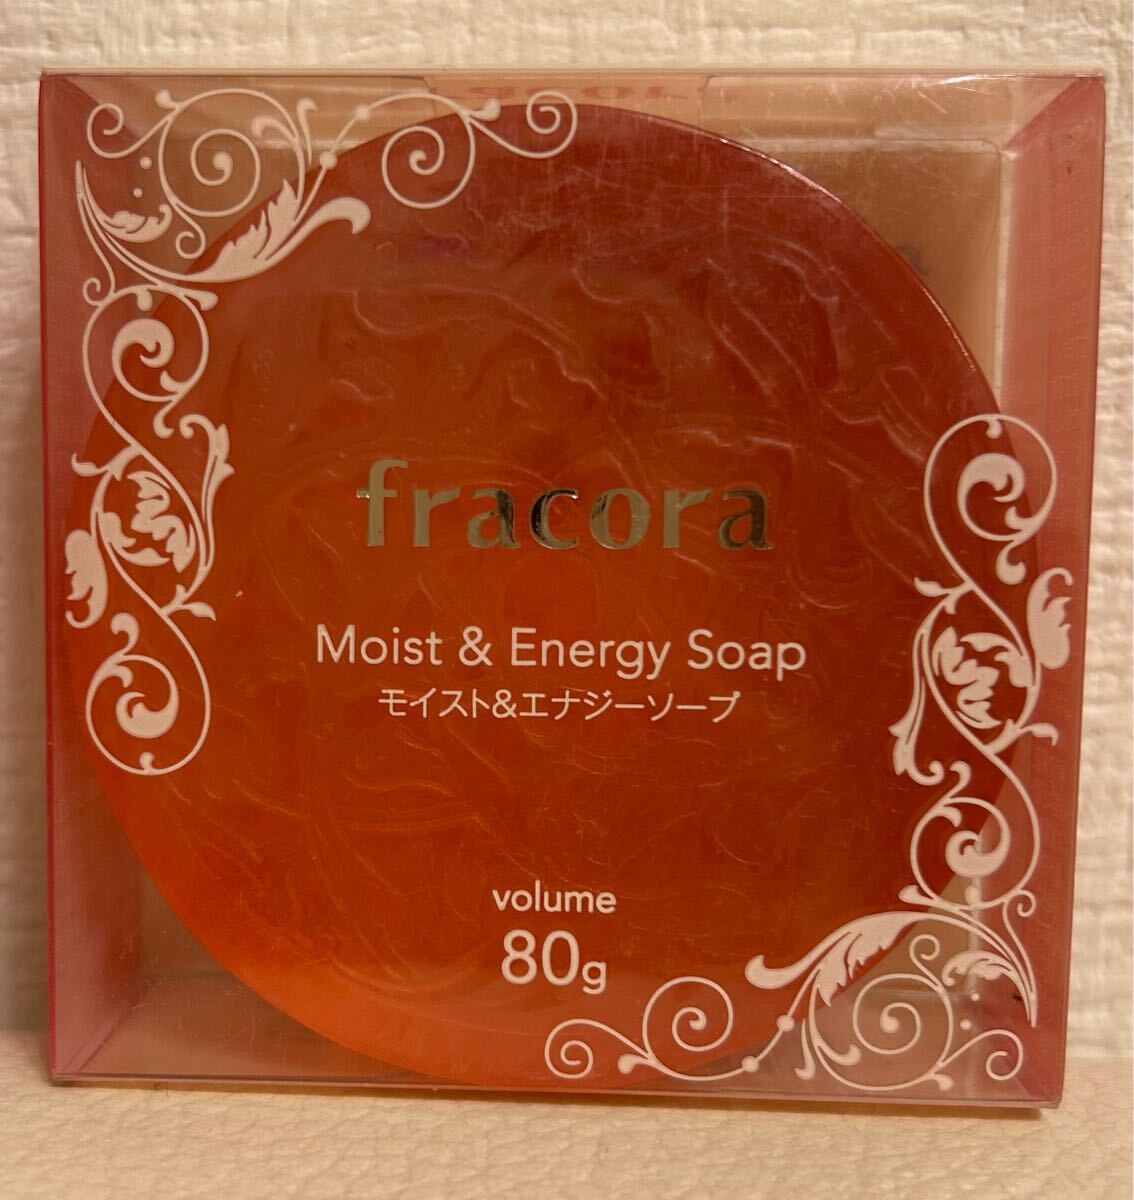 fracora
Moist & Energy Soap
モイスト&エナジーソープ
volume
80g